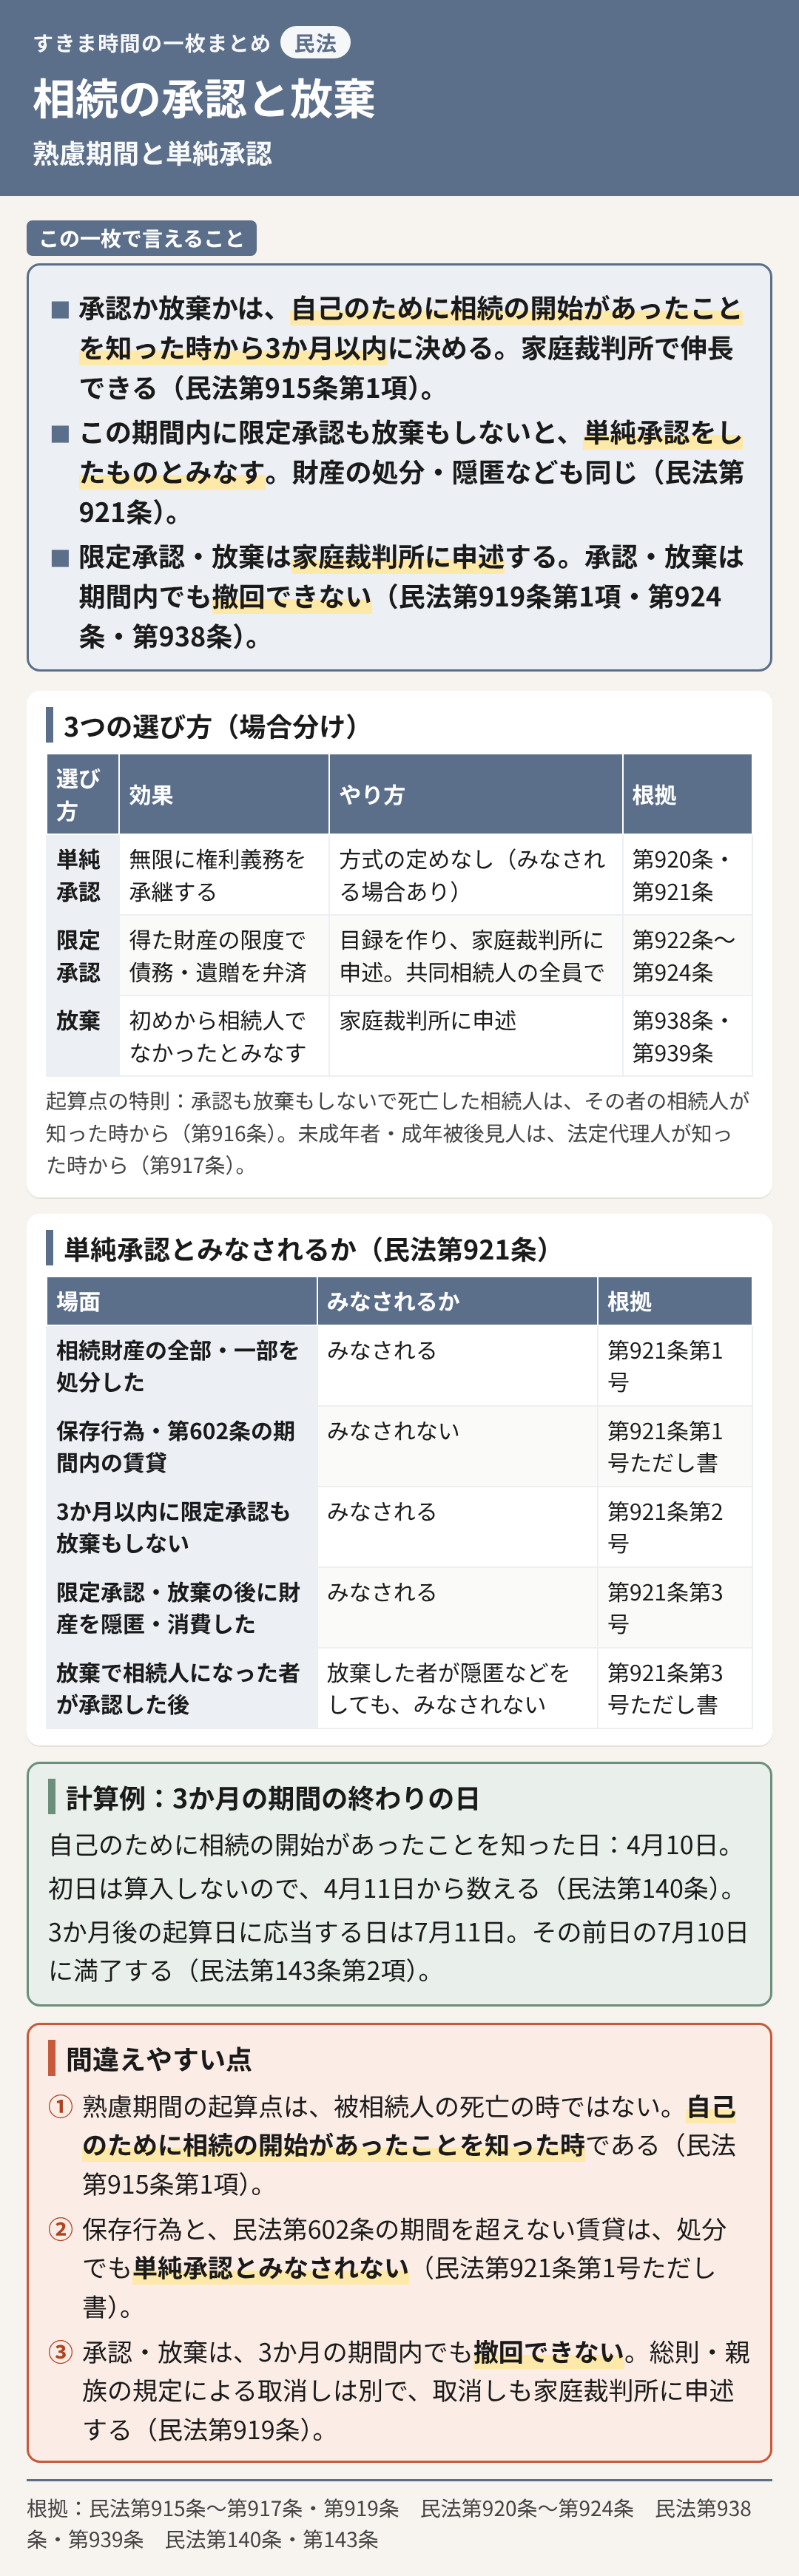 すきま時間の一枚まとめ 民法
相続の承認と放棄
熟慮期間と単純承認
この一枚で言えること
■ 承認か放棄かは、自己のために相続の開始があったこと
を知った時から3か月以内に決める。家庭裁判所で伸長
できる（民法第915条第1項）。
■ この期間内に限定承認も放棄もしないと、単純承認をし
たものとみなす。財産の処分・隠匿なども同じ（民法第
921条）。
■ 限定承認・放棄は家庭裁判所に申述する。承認・放棄は
期間内でも撤回できない（民法第919条第1項・第924
条・第938条）。
3つの選び方（場合分け）
選び方 効果 やり方 根拠
単純承認 無限に権利義務を承継する 方式の定めなし（みなされる場合あり） 第920条・第921条
限定承認 得た財産の限度で債務・遺贈を弁済 目録を作り、家庭裁判所に申述。共同相続人の全員で 第922条〜第924条
放棄 初めから相続人でなかったとみなす 家庭裁判所に申述 第938条・第939条
起算点の特則：承認も放棄もしないで死亡した相続人は、その者の相続人が
知った時から（第916条）。未成年者・成年被後見人は、法定代理人が知っ
た時から（第917条）。
単純承認とみなされるか（民法第921条）
場面 みなされるか 根拠
相続財産の全部・一部を処分した みなされる 第921条第1号
保存行為・第602条の期間内の賃貸 みなされない 第921条第1号ただし書
3か月以内に限定承認も放棄もしない みなされる 第921条第2号
限定承認・放棄の後に財産を隠匿・消費した みなされる 第921条第3号
放棄で相続人になった者が承認した後 放棄した者が隠匿などをしても、みなされない 第921条第3号ただし書
計算例：3か月の期間の終わりの日
自己のために相続の開始があったことを知った日：4月10日。
初日は算入しないので、4月11日から数える（民法第140条）。
3か月後の起算日に応当する日は7月11日。その前日の7月10日
に満了する（民法第143条第2項）。
間違えやすい点
① 熟慮期間の起算点は、被相続人の死亡の時ではない。自己
のために相続の開始があったことを知った時である（民法
第915条第1項）。
② 保存行為と、民法第602条の期間を超えない賃貸は、処分
でも単純承認とみなされない（民法第921条第1号ただし
書）。
③ 承認・放棄は、3か月の期間内でも撤回できない。総則・親
族の規定による取消しは別で、取消しも家庭裁判所に申述
する（民法第919条）。
根拠：民法第915条〜第917条・第919条　民法第920条〜第924条　民法第938
条・第939条　民法第140条・第143条